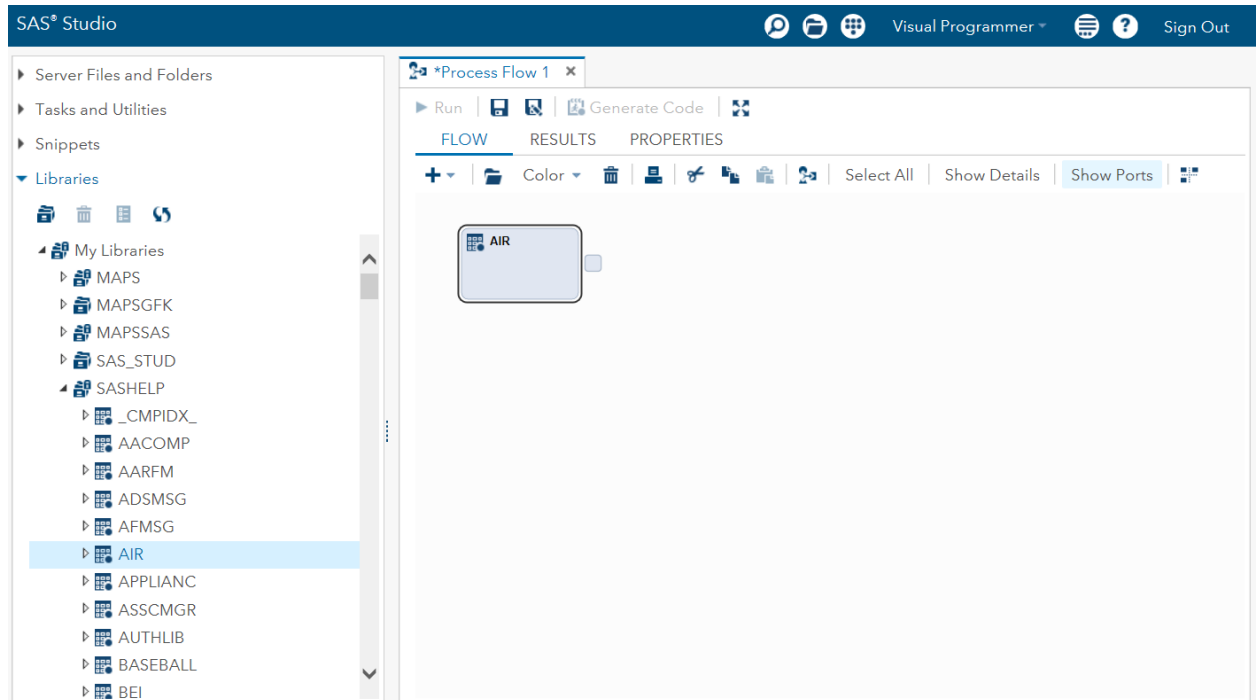 SAS® Studio
Visual Programmer
Sign Out
Server Files and Folders
Tasks and Utilities
Snippets
Libraries
My Libraries
MAPS
MAPSGFK
MAPSSAS
SAS_STUD
SASHELP
_CMPIDX_
AACOMP
AARFM
ADSMSG
AFMSG
AIR
APPLIANC
ASSCMGR
AUTHLIB
BASEBALL
BEI
*Process Flow 1
Run
Generate Code
FLOW RESULTS PROPERTIES
Color Select All Show Details Show Ports
AIR